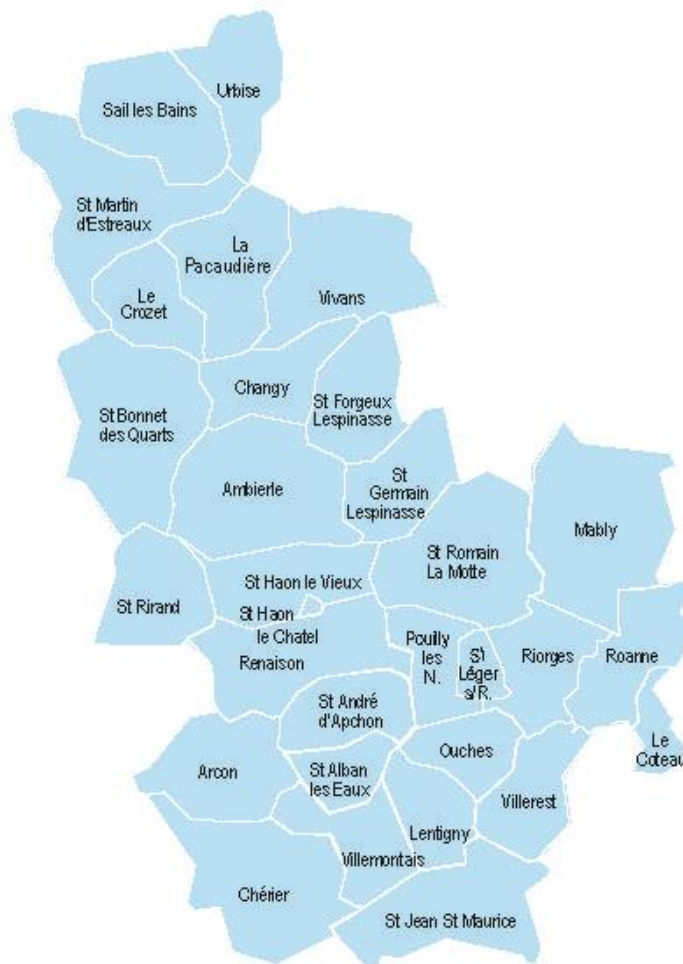 Urbise
Sail les Bains
St Martin
d'Estreaux
La
Pacaudière
Le
Crozet
Vivans
Changy
St Forgeux
Lespinasse
St Bonnet
des Quarts
Ambierle
St
Germain
Lespinasse
Mably
St Romain
La Motte
St Haon le Vieux
St Rirand
St Haon
le Chatel
Renaison
Pouilly
les
N.
St
Léger
s/R.
Riorges
Roanne
St André
d'Apchon
Ouches
Le
Coteau
Arcon
St Alban
les Eaux
Villerest
Lentigny
Villemontais
Chérier
St Jean St Maurice